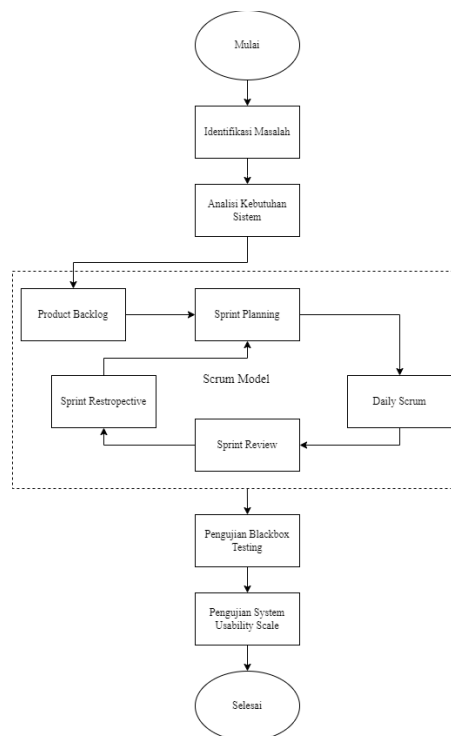 Mulai
Identifikasi Masalah
Analisi Kebutuhan
Sistem
Product Backlog
Sprint Planning
Scrum Model
Sprint Restropective
Daily Scrum
Sprint Review
Pengujian Blackbox
Testing
Pengujian System
Usability Scale
Selesai